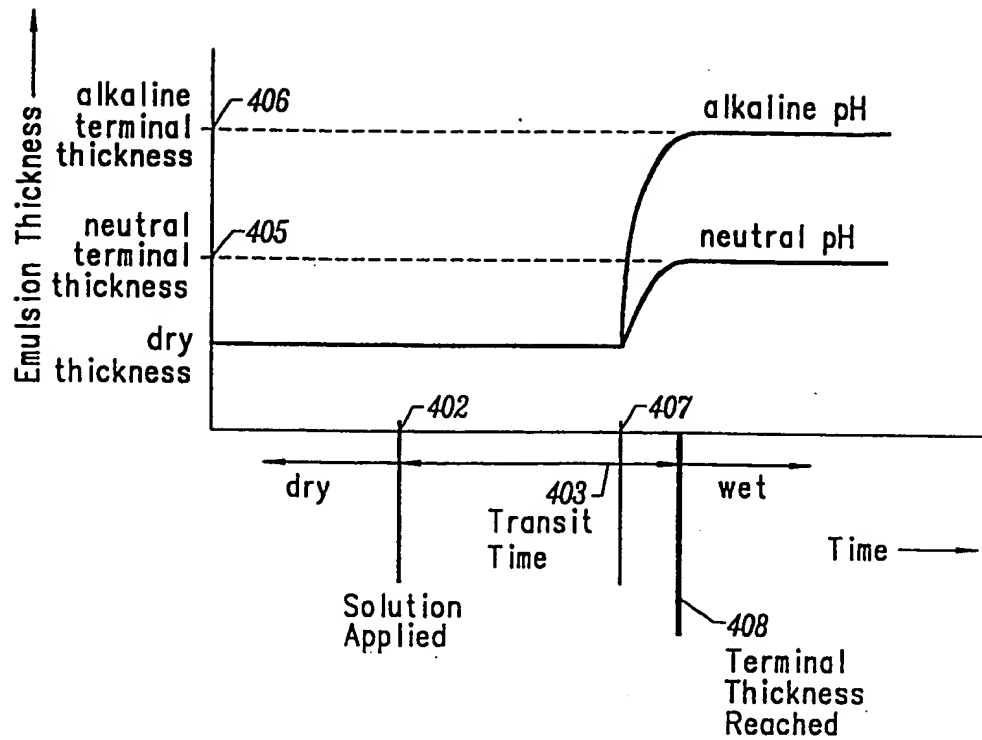 Emulsion Thickness
alkaline
terminal
thickness
406
alkaline pH
neutral
terminal
thickness
405
neutral pH
dry
thickness
402
407
dry
403
wet
Transit
Time
Time
Solution
Applied
408
Terminal
Thickness
Reached